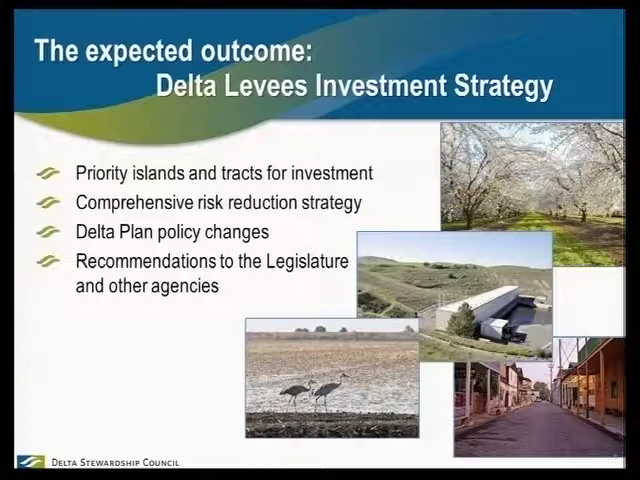 The expected outcome:
Delta Levees Investment Strategy
Priority islands and tracts for investment
Comprehensive risk reduction strategy
Delta Plan policy changes
Recommendations to the Legislature
and other agencies
DELTA STEWARDSHIP COUNCIL